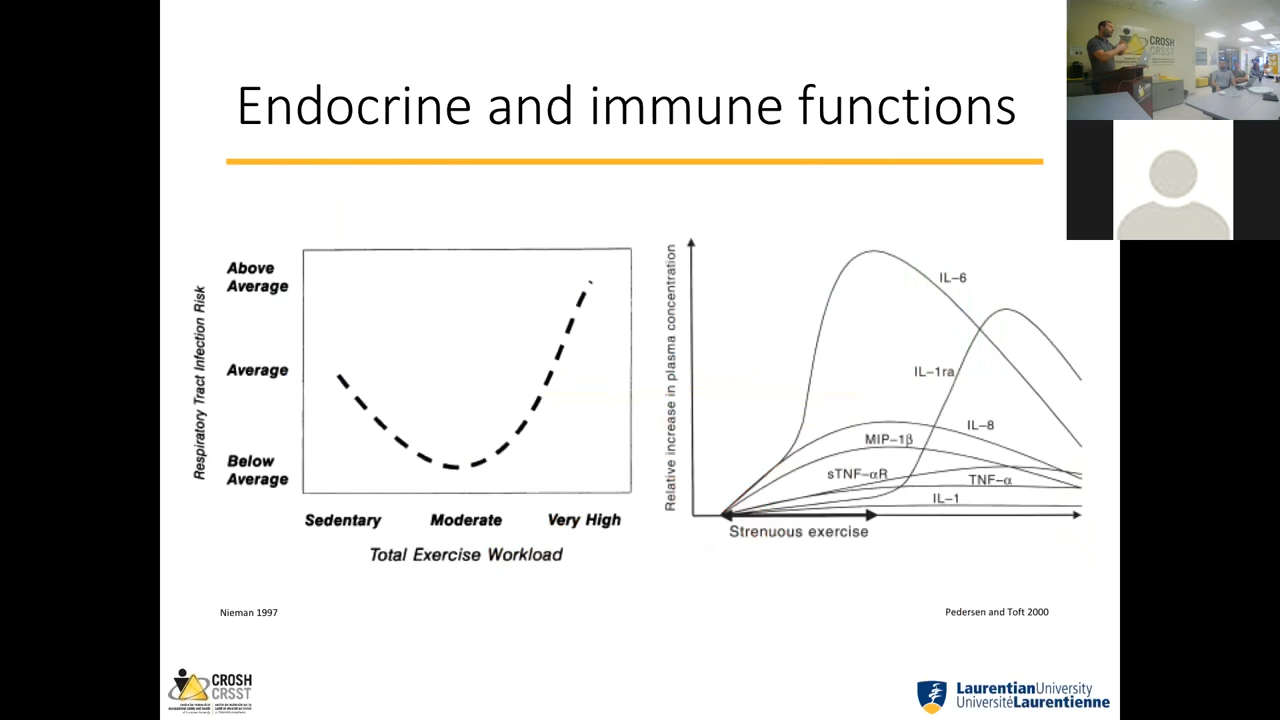 Endocrine and immune functions
CROSH
CRSST
Respiratory Tract Infection Risk
Above
Average
Average
Below
Average
Sedentary Moderate Very High
Total Exercise Workload
Relative increase in plasma concentration
IL-6
IL-1ra
IL-8
MIP-1β
sTNF-αR
TNF-α
IL-1
Strenuous exercise
Nieman 1997
Pedersen and Toft 2000
CROSH
CRSST
LaurentianUniversity
UniversitéLaurentienne